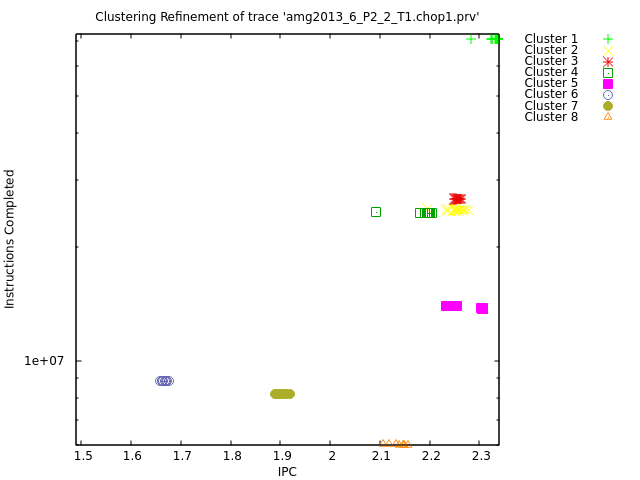 Clustering Refinement of trace 'amg2013_6_P2_2_T1.chop1.prv'
Cluster 1
Cluster 2
Cluster 3
Cluster 4
Cluster 5
Cluster 6
Cluster 7
Cluster 8
Instructions Completed
1e+07
1.5 1.6 1.7 1.8 1.9 2 2.1 2.2 2.3
IPC